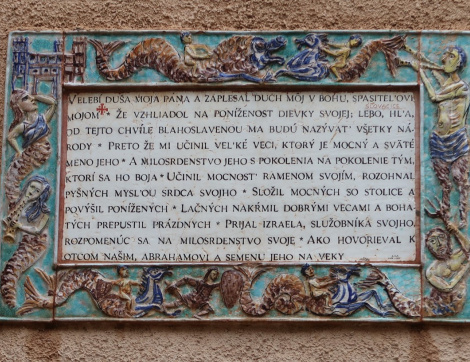 Velebí duša moja pána a zaplesal duch môj v bohu, spasiteľovi
mojom * že vzhliadol na poníženosť dievky svojej; lebo, hľa,
od tejto chvíle blahoslavenou ma budú nazývať všetky ná
rody * Preto že mi učinil veľké veci, ktorý je mocný a sväté
meno jeho * A milosrdenstvo jeho s pokolenia na pokolenie tým,
ktorí sa ho boja * Učinil mocnosť ramenom svojím, rozohnal
pyšných mysľou srdca svojho * Složil mocných so stolice a
povýšil ponížených * Lačných nakŕmil dobrými vecami a boha
tých prepustil prázdnych * Prijal izraela, služobníka svojho,
rozpomenúc sa na milosrdenstvo svoje * Ako hovorieval k
otcom našim, Abrahamovi a semenu jeho na veky